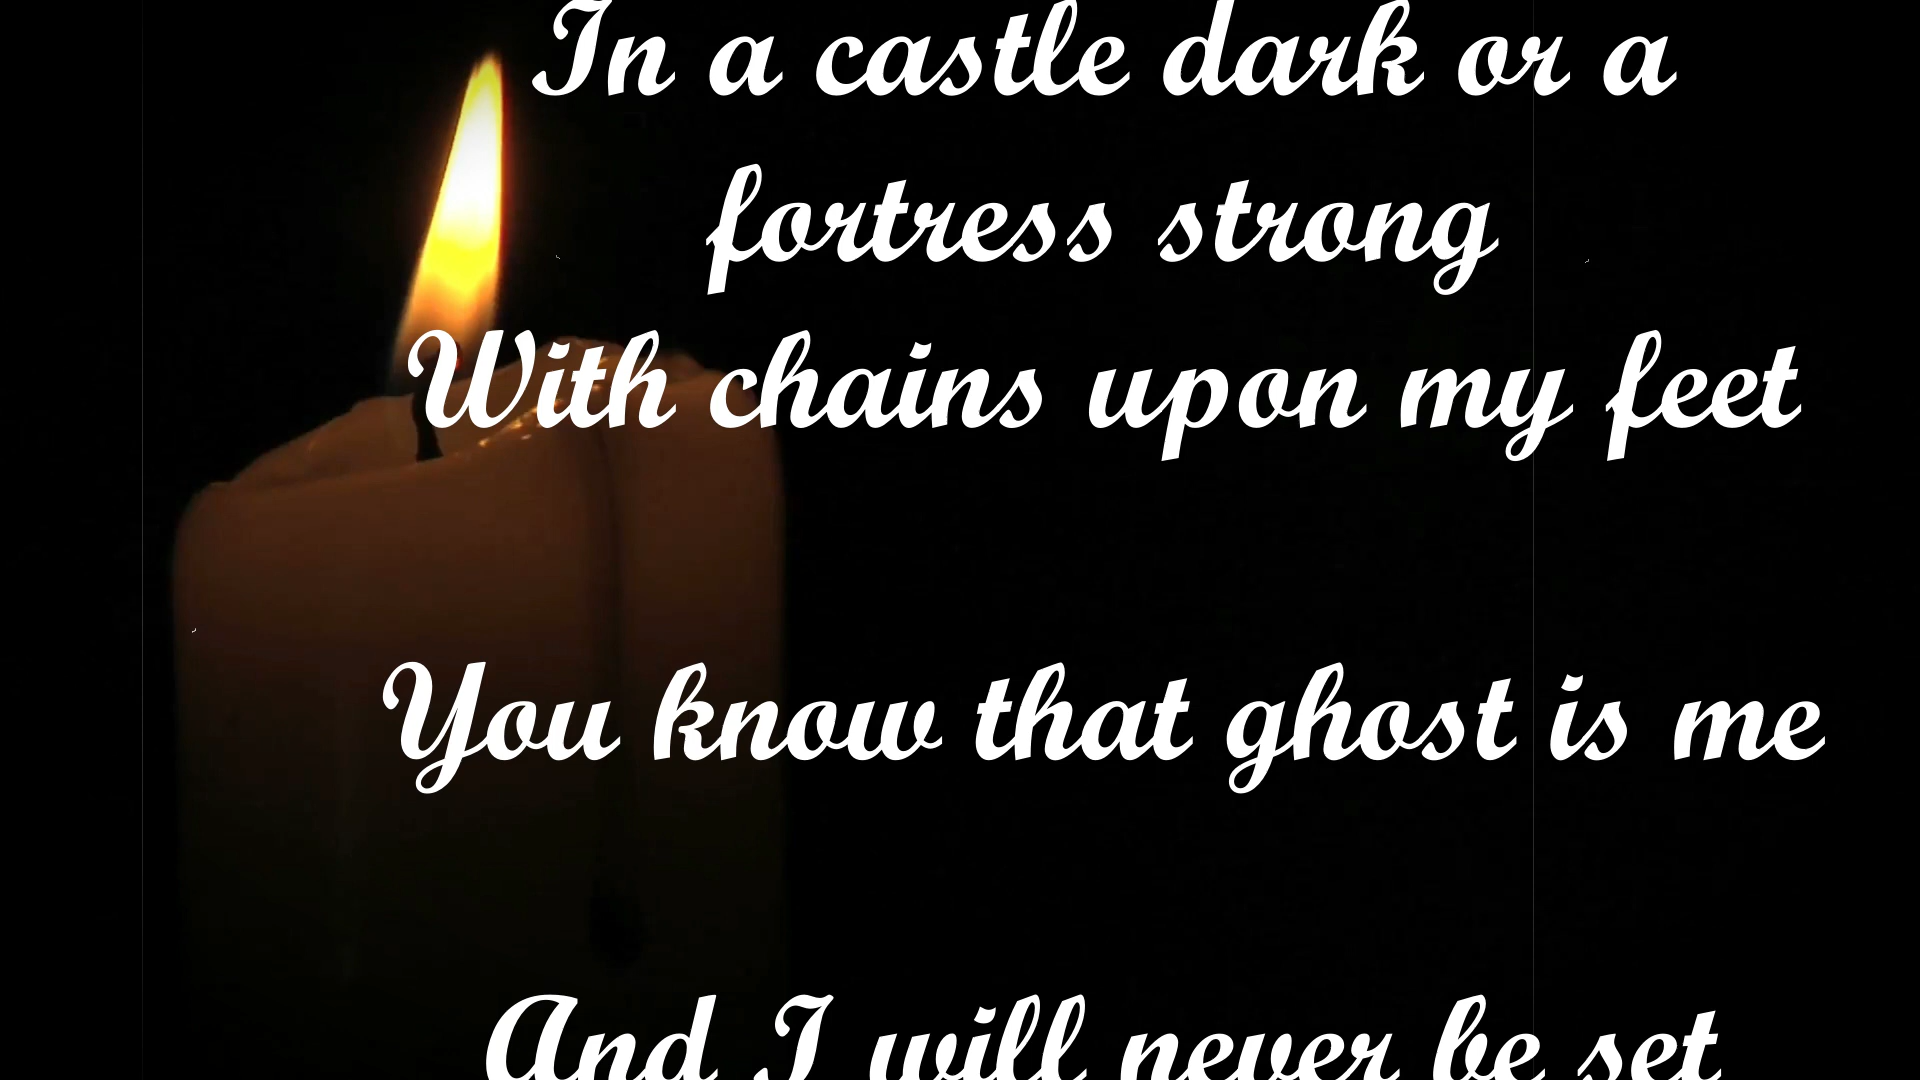 In a castle dark or a
fortress strong
With chains upon my feet
You know that ghost is me
And I will never be set